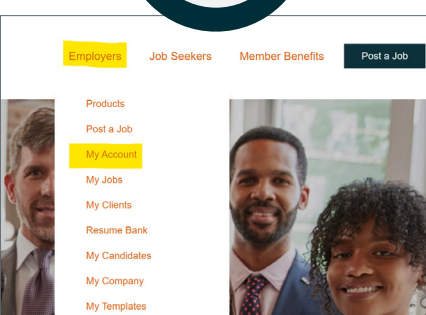 Employers Job Seekers Member Benefits Post a Job
Products
Post a Job
My Account
My Jobs
My Clients
Resume Bank
My Candidates
My Company
My Templates